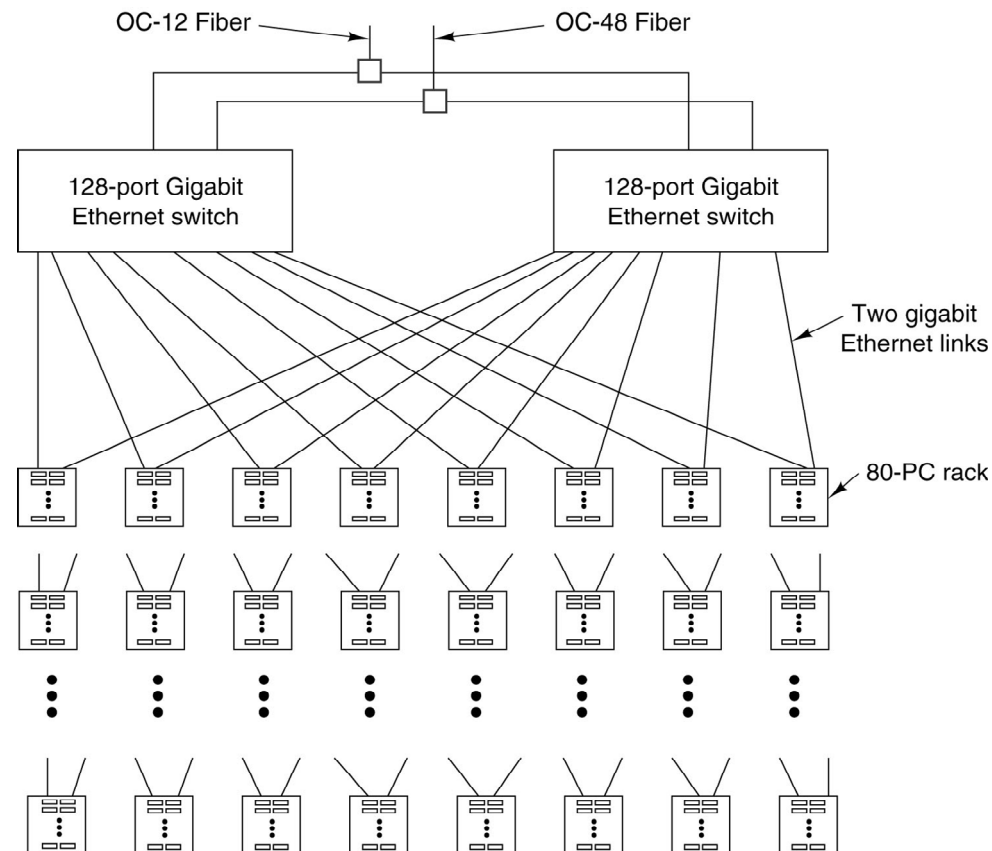 OC-12 Fiber
OC-48 Fiber
128-port Gigabit
Ethernet switch
128-port Gigabit
Ethernet switch
Two gigabit
Ethernet links
80-PC rack